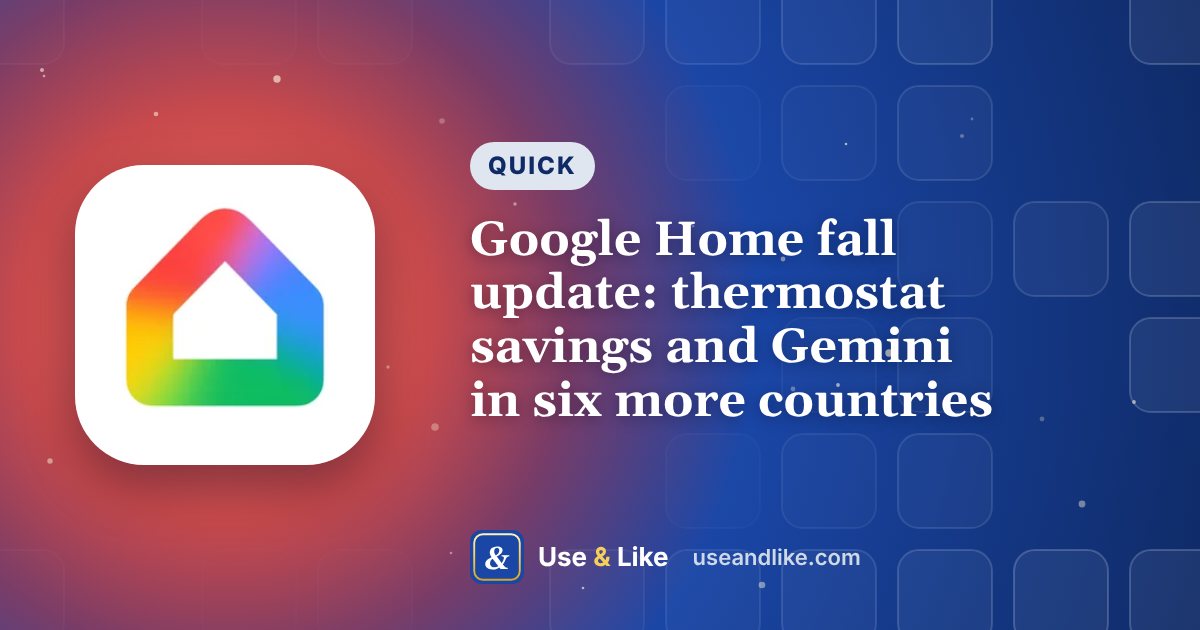 QUICK
Google Home fall
update: thermostat
savings and Gemini
in six more countries
& Use & Like useandlike.com